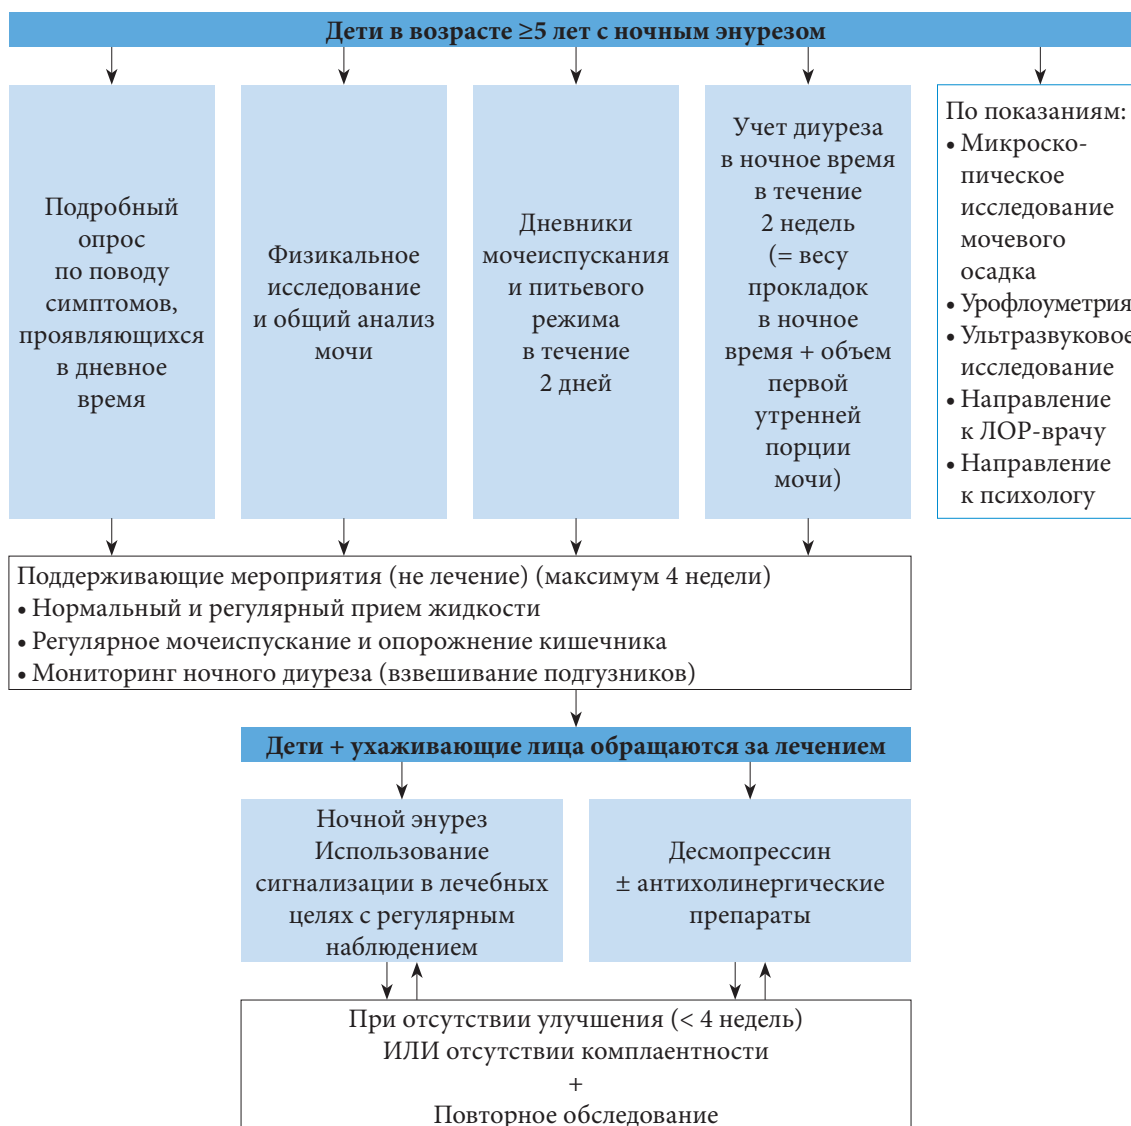 Дети в возрасте ≥5 лет с ночным энурезом
Подробный
опрос
по поводу
симптомов,
проявляющихся
в дневное
время
Физикальное
исследование
и общий анализ
мочи
Дневники
мочеиспускания
и питьевого
режима
в течение
2 дней
Учет диуреза
в ночное время
в течение
2 недель
(= весу
прокладок
в ночное
время + объем
первой
утренней
порции
мочи)
По показаниям:
• Микроско-
пическое
исследование
мочевого
осадка
• Урофлоуметрия
• Ультразвуковое
исследование
• Направление
к ЛОР-врачу
• Направление
к психологу
Поддерживающие мероприятия (не лечение) (максимум 4 недели)
• Нормальный и регулярный прием жидкости
• Регулярное мочеиспускание и опорожнение кишечника
• Мониторинг ночного диуреза (взвешивание подгузников)
Дети + ухаживающие лица обращаются за лечением
Ночной энурез
Использование
сигнализации в лечебных
целях с регулярным
наблюдением
Десмопрессин
± антихолинергические
препараты
При отсутствии улучшения (< 4 недель)
ИЛИ отсутствии комплаентности
+
Повторное обследование